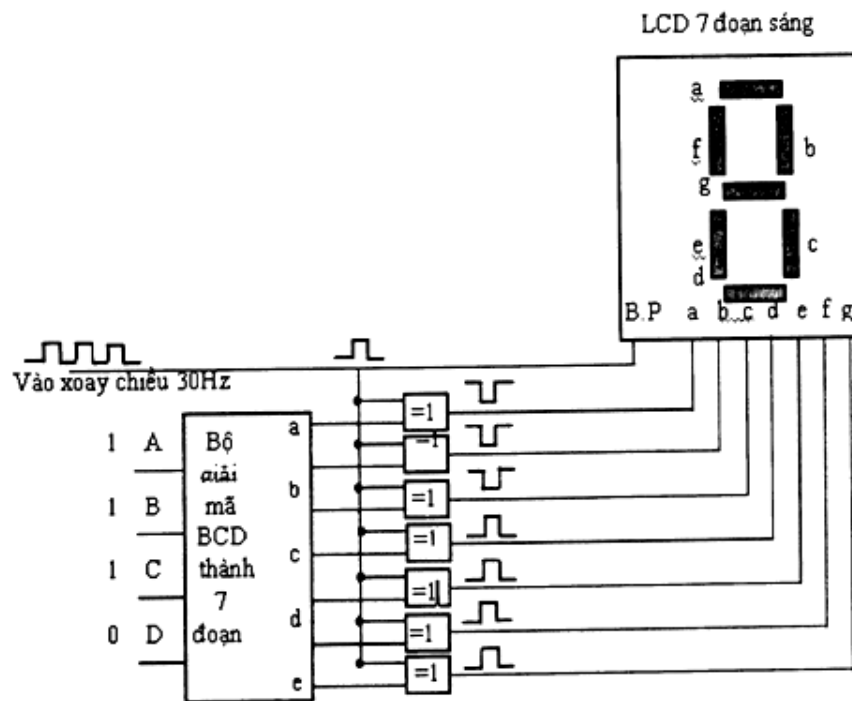 LCD 7 đoạn sáng
a
f b
g
e c
d
B.P a b c d e f g
Vào xoay chiều 30Hz
a
b
c
d
e
1 A Bộ
giải
1 B mã
BCD
1 C thành
7
0 D đoạn
=1
=1
=1
=1
=1
=1
=1